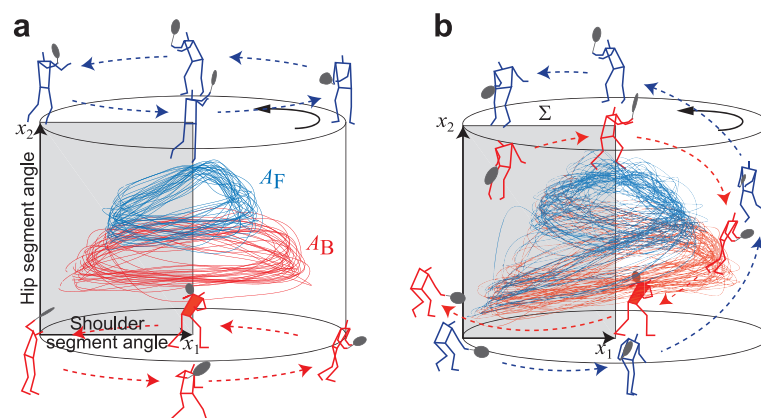 a
x2
Hip segment angle
AF
AB
Shoulder
segment angle
x1
b
x2
Σ
x1